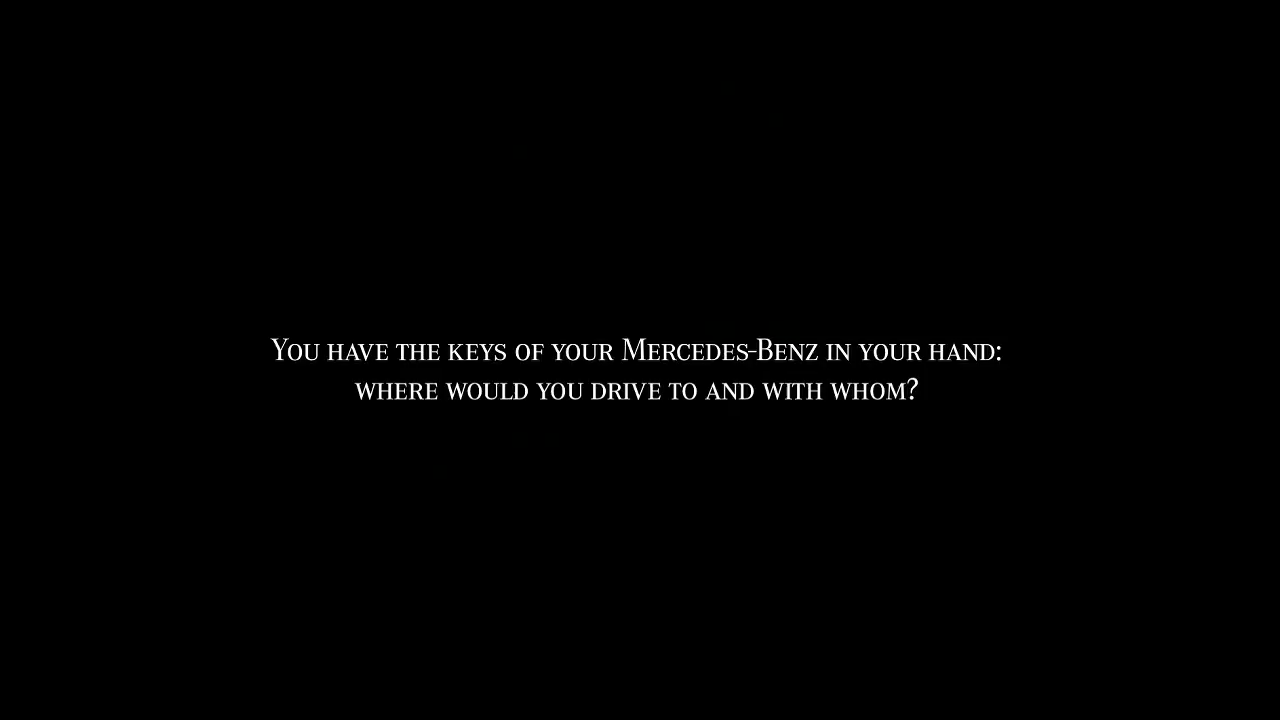 You have the keys of your Mercedes-Benz in your hand:
where would you drive to and with whom?